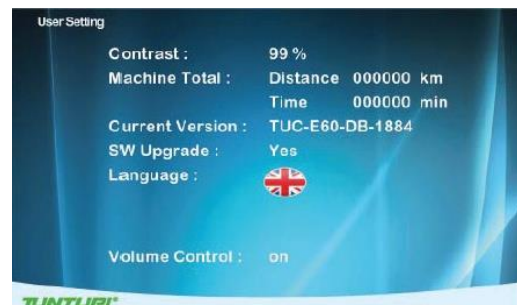 User Setting
Contrast : 99 %
Machine Total : Distance 000000 km
Time 000000 min
Current Version : TUC-E60-DB-1884
SW Upgrade : Yes
Language :
Volume Control : on
TUNTURI®